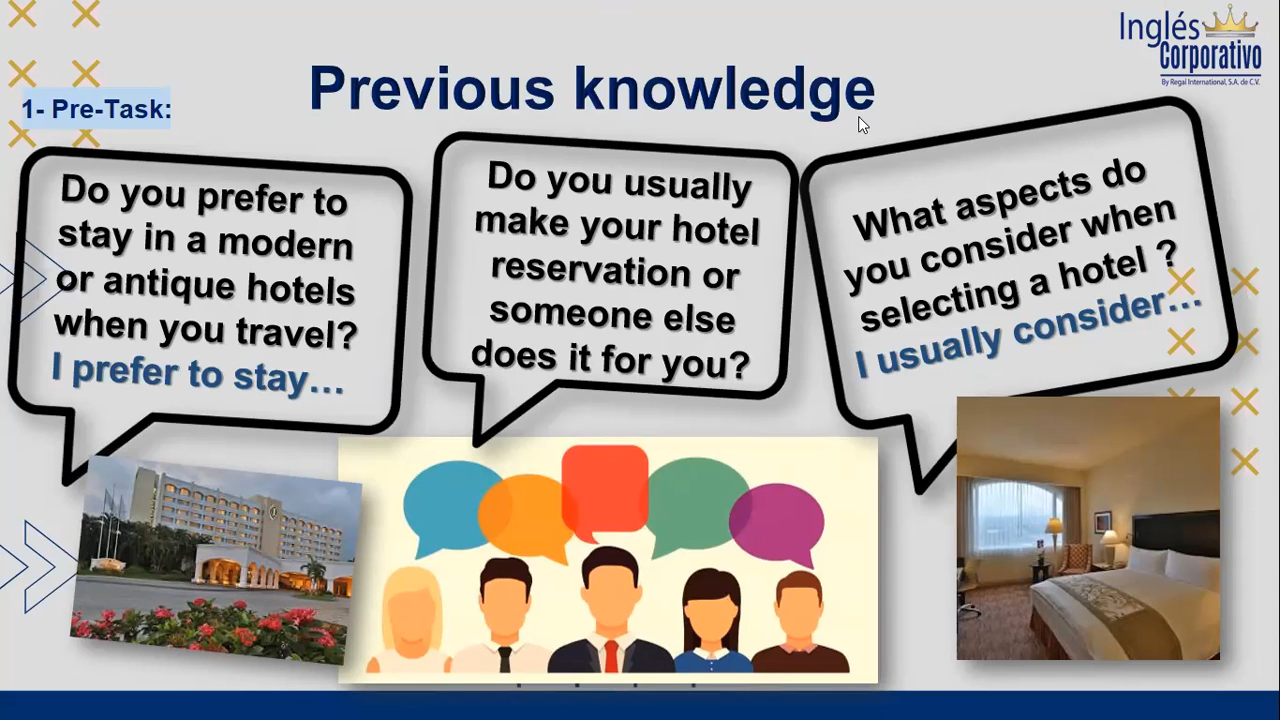 Inglés
Corporativo
By Regal International, S.A. de C.V.
Previous knowledge
1- Pre-Task:
Do you prefer to
stay in a modern
or antique hotels
when you travel?
I prefer to stay...
Do you usually
make your hotel
reservation or
someone else
does it for you?
What aspects do
you consider when
selecting a hotel ?
I usually consider...